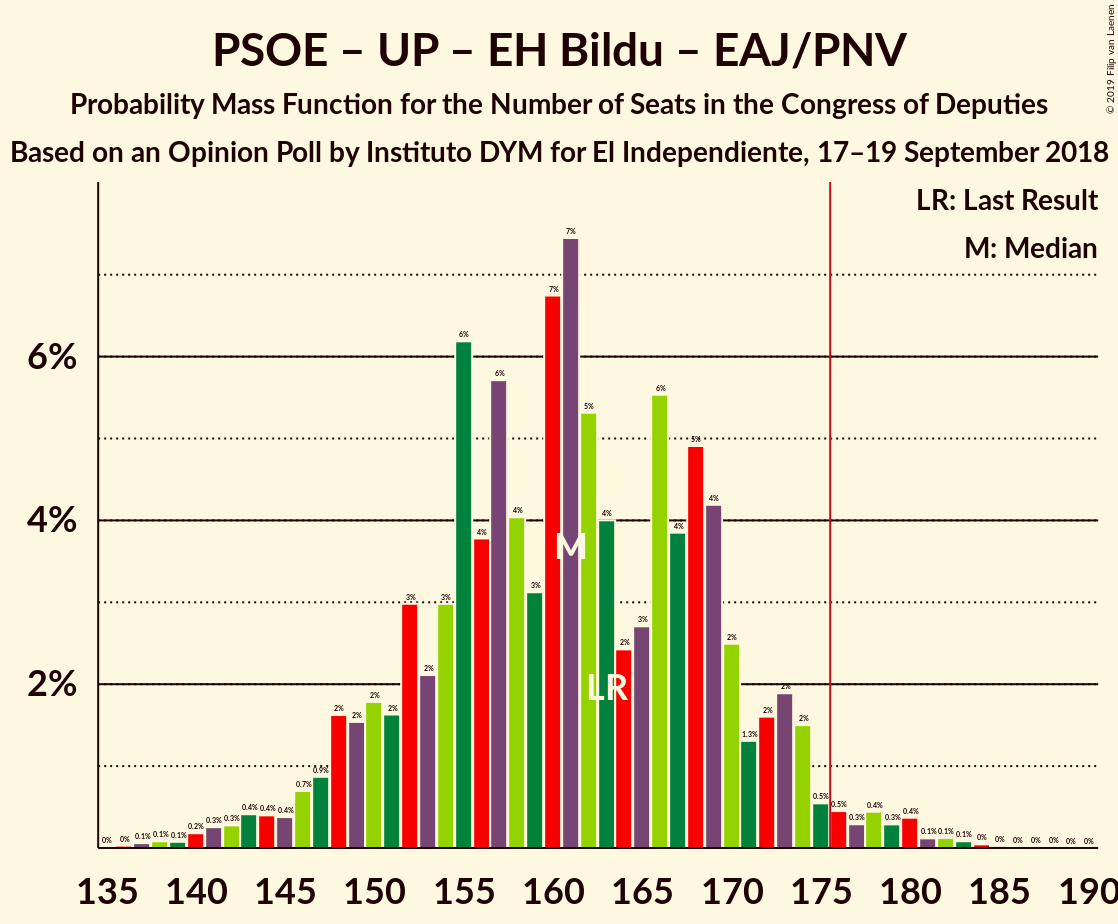 PSOE – UP – EH Bildu – EAJ/PNV
Probability Mass Function for the Number of Seats in the Congress of Deputies
Based on an Opinion Poll by Instituto DYM for El Independiente, 17–19 September 2018
© 2019 Filip van Laenen
LR: Last Result
M: Median
6%
4%
2%
0% 0% 0.1% 0.1% 0.1% 0.2% 0.3% 0.3% 0.4% 0.4% 0.4% 0.7% 0.9% 2% 2% 2% 2% 3% 2% 3% 6% 4% 6% 4% 3% 7% 7% 5% 4% 2% 3% 6% 4% 5% 4% 2% 1.3% 2% 2% 2% 0.5% 0.5% 0.3% 0.4% 0.3% 0.4% 0.1% 0.1% 0.1% 0% 0% 0% 0% 0% 0% 0%
M
LR
135 140 145 150 155 160 165 170 175 180 185 190